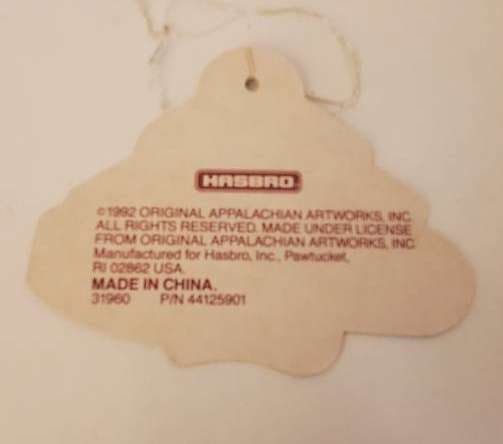 HASBRO
©1992 ORIGINAL APPALACHIAN ARTWORKS, INC.
ALL RIGHTS RESERVED. MADE UNDER LICENSE
FROM ORIGINAL APPALACHIAN ARTWORKS, INC.
Manufactured for Hasbro, Inc., Pawtucket,
RI 02862 USA.
MADE IN CHINA.
31960 P/N 44125901